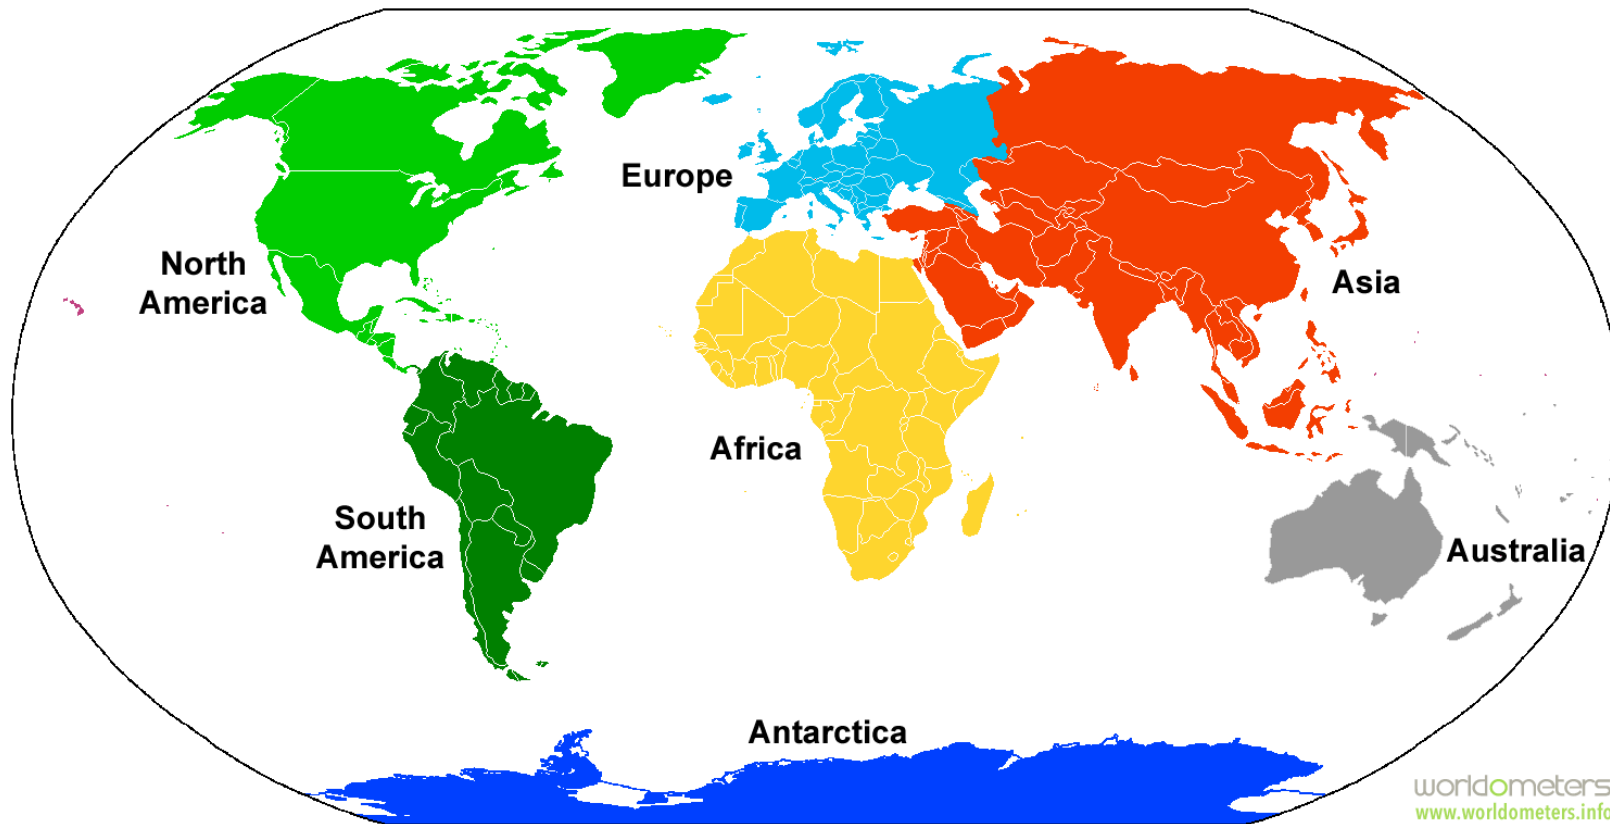 Europe
North
America
Asia
Africa
South
America
Australia
Antarctica
worldometers
www.worldometers.info